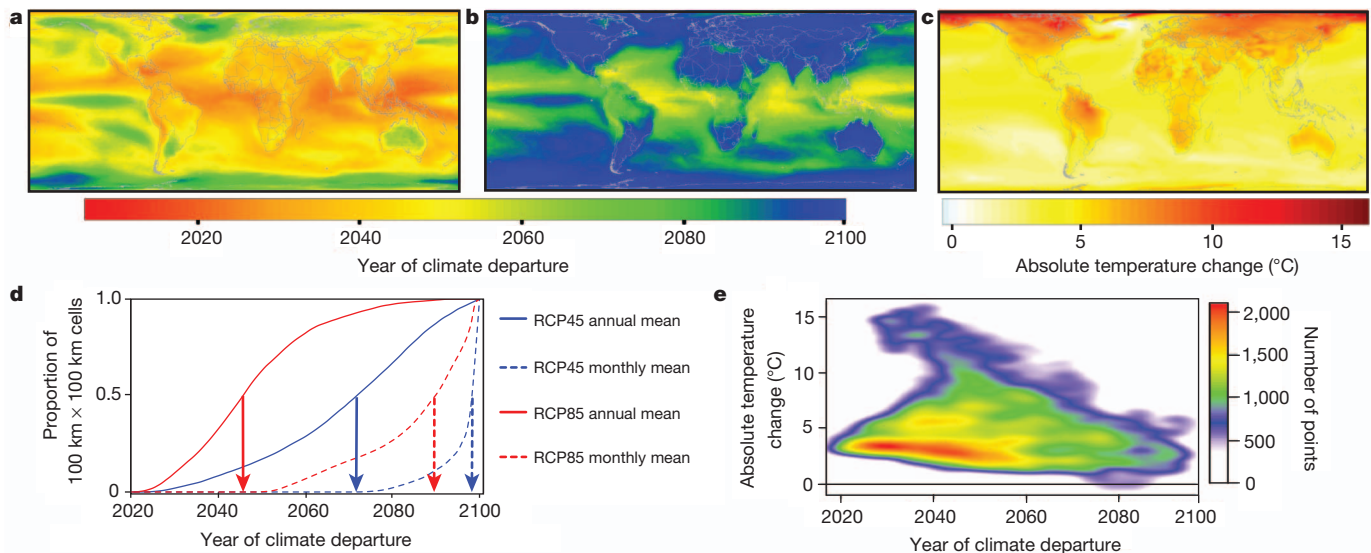 a
b
c
2020
2040
2060
2080
2100
Year of climate departure
0
5
10
15
Absolute temperature change (°C)
d
Proportion of
100 km × 100 km cells
1.0
0.5
0
2020
2040
2060
2080
2100
Year of climate departure
RCP45 annual mean
RCP45 monthly mean
RCP85 annual mean
RCP85 monthly mean
e
Absolute temperature
change (°C)
15
10
5
0
2020
2040
2060
2080
2100
Year of climate departure
2,000
1,500
1,000
500
0
Number of points